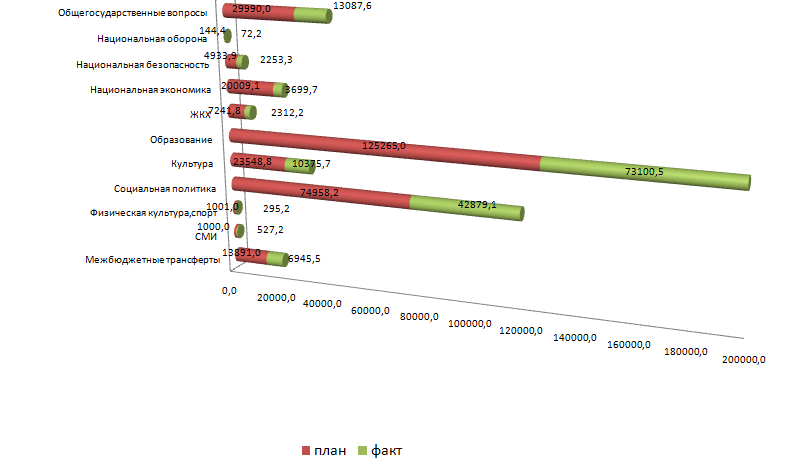 Общегосударственные вопросы 29990,0 13087,6
Национальная оборона 144,4 72,2
Национальная безопасность 4933,9 2253,3
Национальная экономика 20009,1 3699,7
ЖКХ 7241,8 2312,2
Образование 125265,0 73100,5
Культура 23548,8 10375,7
Социальная политика 74958,2 42879,1
Физическая культура,спорт 1001,0 295,2
СМИ 1000,0 527,2
Межбюджетные трансферты 13891,0 6945,5
0,0 20000,0 40000,0 60000,0 80000,0 100000,0 120000,0 140000,0 160000,0 180000,0 200000,0
план факт